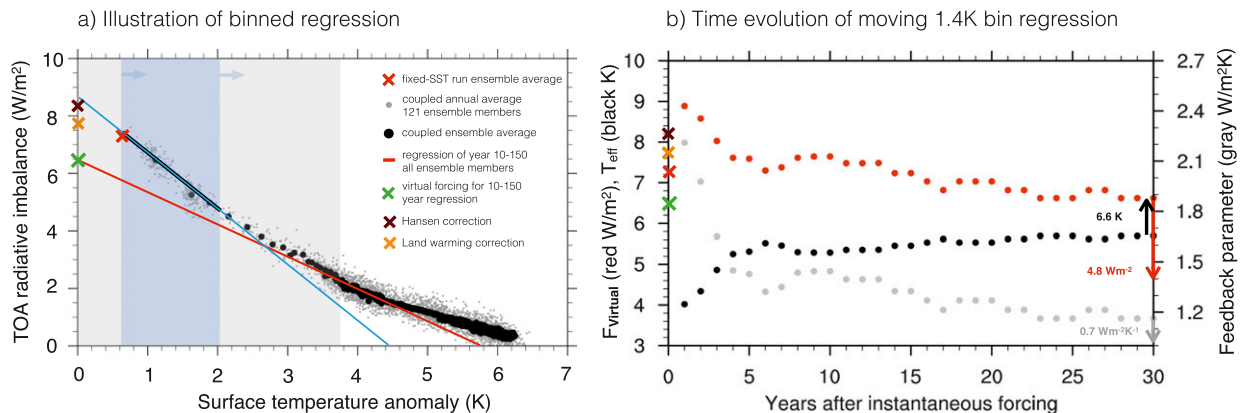 a) Illustration of binned regression
TOA radiative imbalance (W/m²)
10
8
6
4
2
0
0 1 2 3 4 5 6 7
Surface temperature anomaly (K)
fixed-SST run ensemble average
coupled annual average
121 ensemble members
coupled ensemble average
regression of year 10-150
all ensemble members
virtual forcing for 10-150
year regression
Hansen correction
Land warming correction
b) Time evolution of moving 1.4K bin regression
Fvirtual (red W/m²), Teff (black K)
10
9
8
7
6
5
4
3
0 5 10 15 20 25 30
Years after instantaneous forcing
6.6 K
4.8 Wm-2
0.7 Wm-2K-1
2.7
2.4
2.1
1.8
1.5
1.2
Feedback parameter (gray W/m²K)